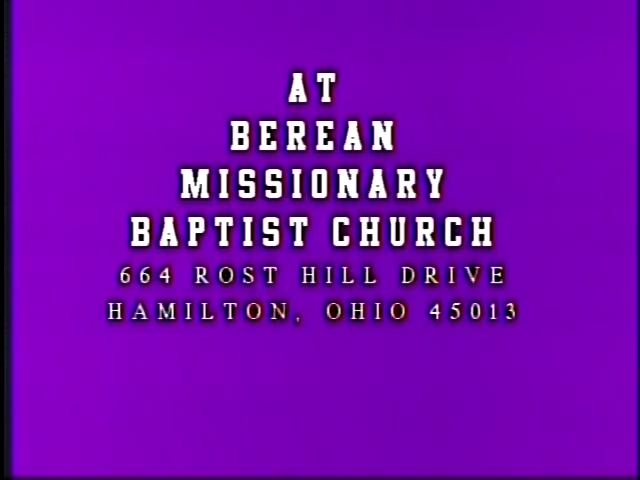 AT
BEREAN
MISSIONARY
BAPTIST CHURCH
664 ROST HILL DRIVE
HAMILTON, OHIO 45013